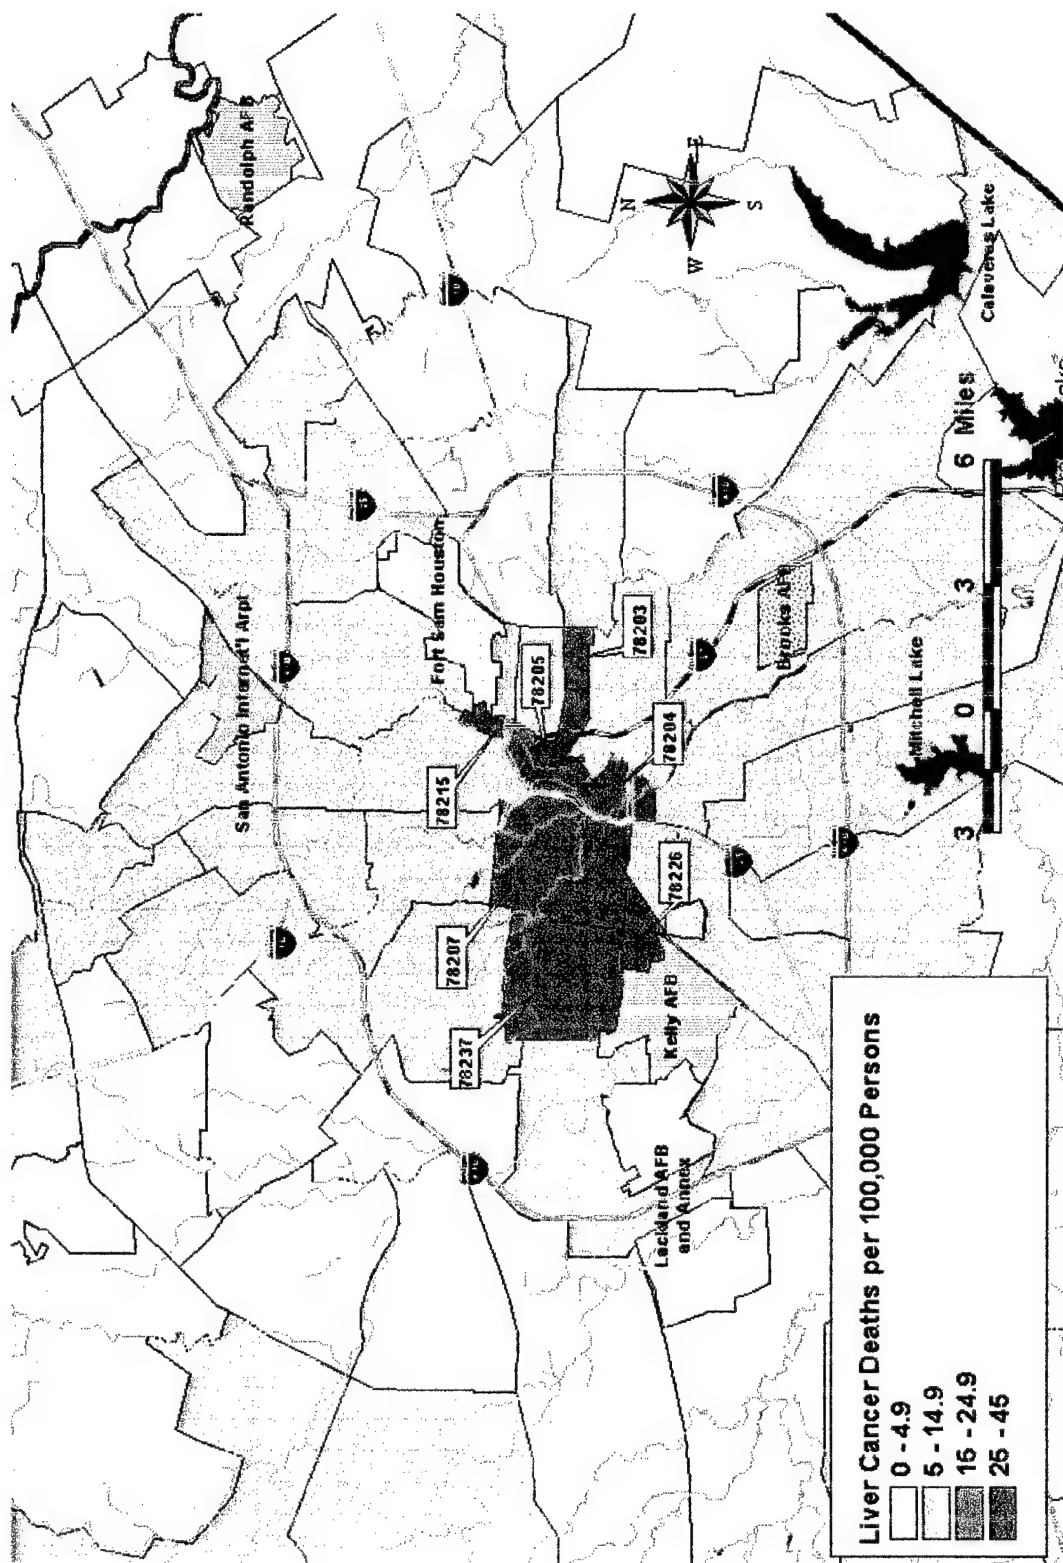 San Antonio Internat'l Arpt
Randolph AFB
Fort Sam Houston
78215
78207
78237
78205
78203
78204
78226
Kelly AFB
Lackland AFB
and Annex
N
W
E
S
Brooks AFB
Mitchell Lake
Calaveras Lake
3 0 3 6 Miles
Liver Cancer Deaths per 100,000 Persons
0 - 4.9
5 - 14.9
15 - 24.9
25 - 45